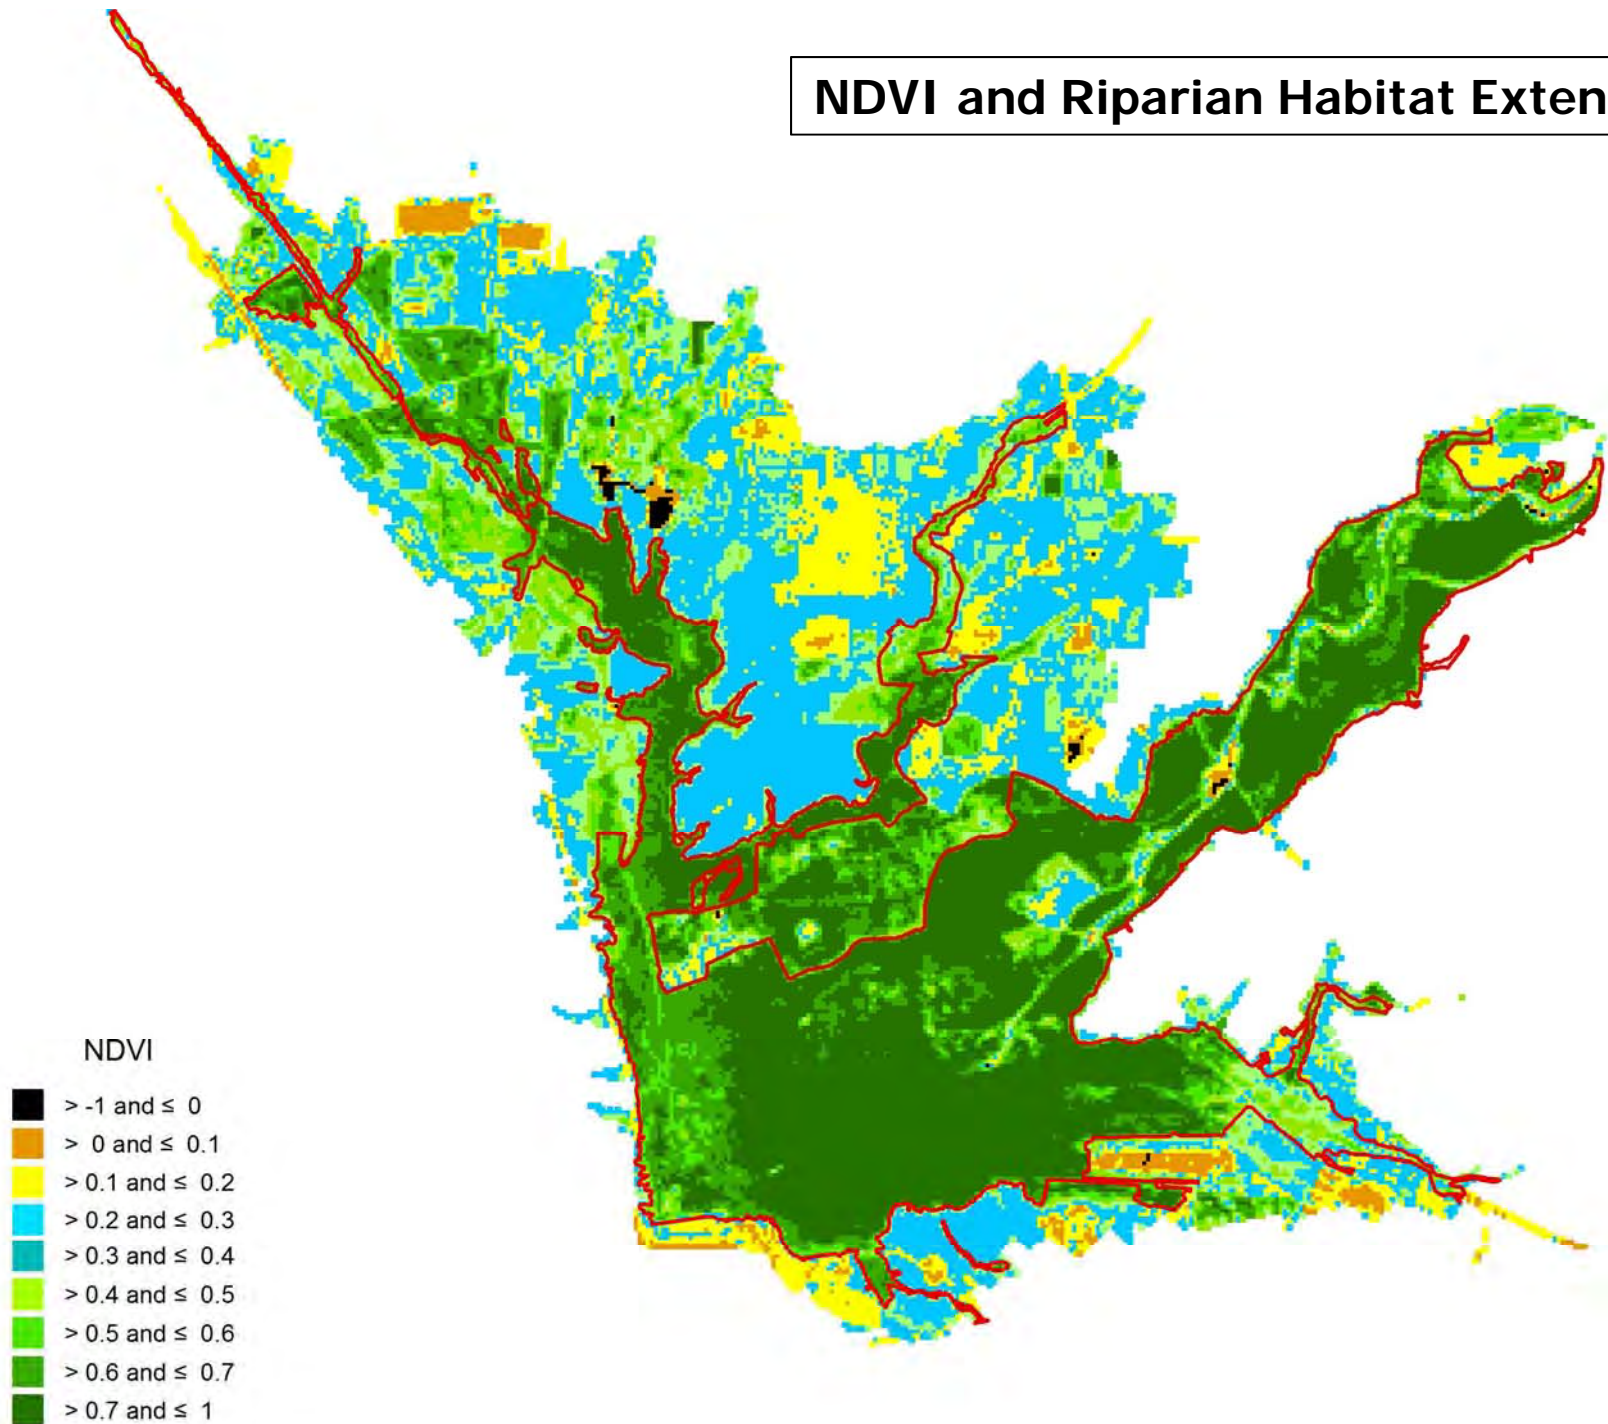 NDVI and Riparian Habitat Exten
NDVI
> -1 and ≤ 0
> 0 and ≤ 0.1
> 0.1 and ≤ 0.2
> 0.2 and ≤ 0.3
> 0.3 and ≤ 0.4
> 0.4 and ≤ 0.5
> 0.5 and ≤ 0.6
> 0.6 and ≤ 0.7
> 0.7 and ≤ 1